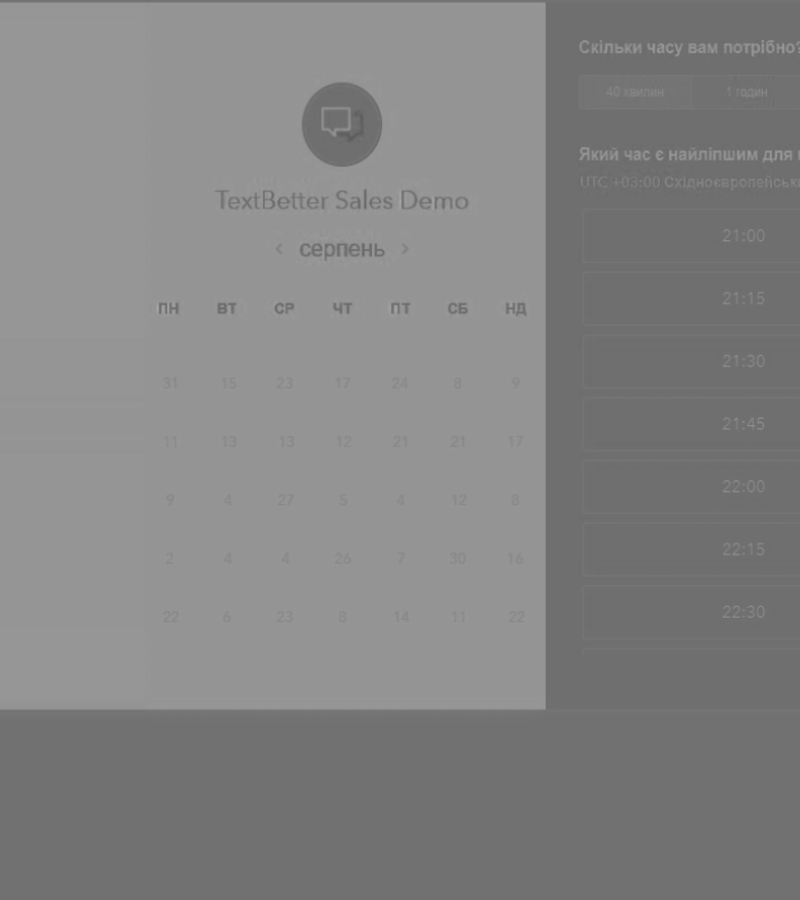 TextBetter Sales Demo
‹ серпень ›
ПН ВТ СР ЧТ ПТ СБ НД
31 15 23 17 24 8 9
11 13 13 12 21 21 17
9 4 27 5 4 12 8
2 4 4 26 7 30 16
22 6 23 8 14 11 22
Скільки часу вам потрібно?
40 хвилин 1 годин
Який час є найліпшим для
UTC +03:00 Східноєвропейськ
21:00
21:15
21:30
21:45
22:00
22:15
22:30